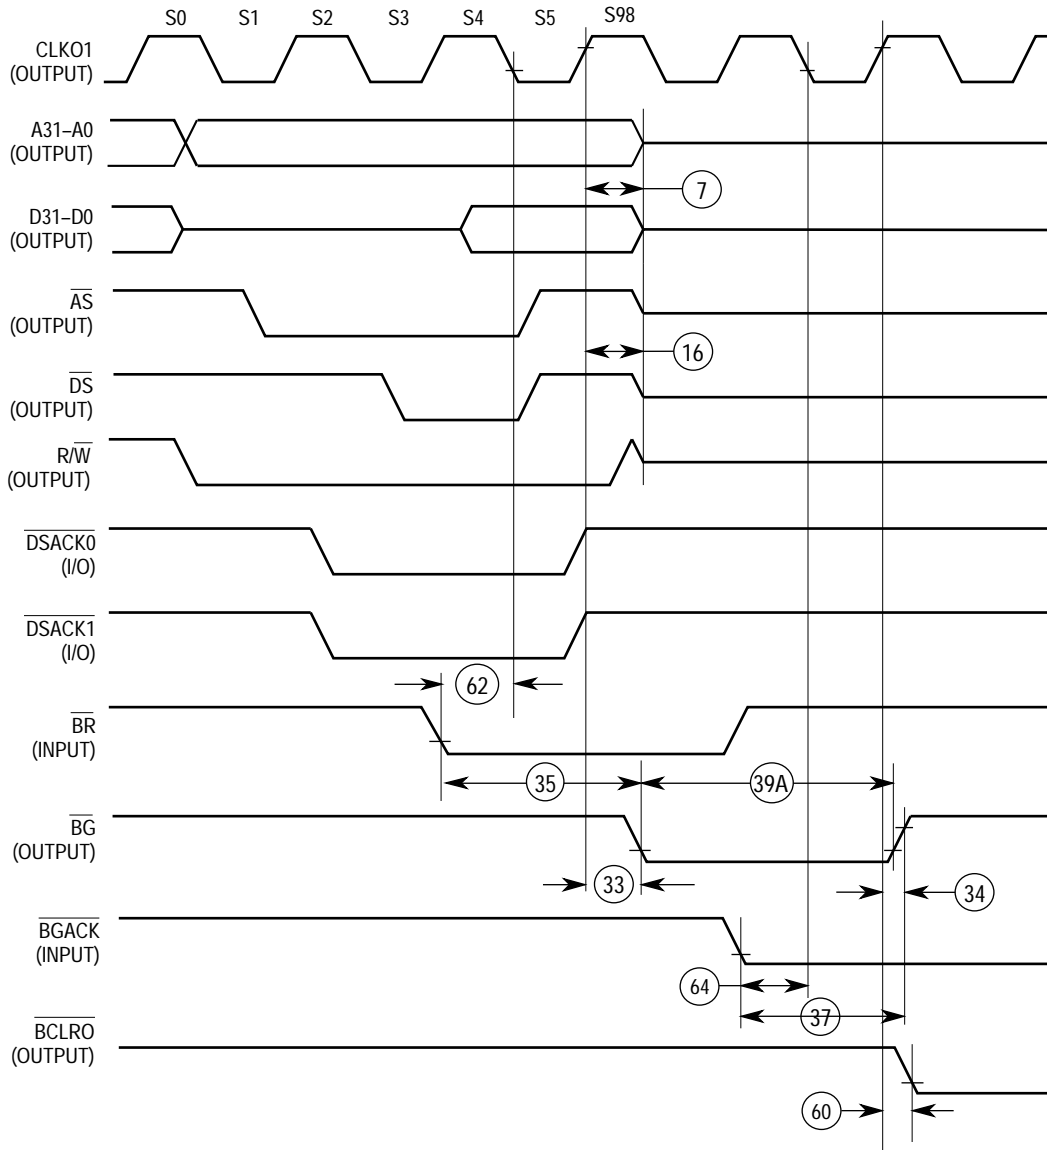 S0 S1 S2 S3 S4 S5 S98
CLKO1
(OUTPUT)
A31–A0
(OUTPUT)
7
D31–D0
(OUTPUT)
AS
(OUTPUT)
16
DS
(OUTPUT)
R/W
(OUTPUT)
DSACK0
(I/O)
DSACK1
(I/O)
62
BR
(INPUT)
35 39A
BG
(OUTPUT)
33 34
BGACK
(INPUT)
64
37
BCLRO
(OUTPUT)
60